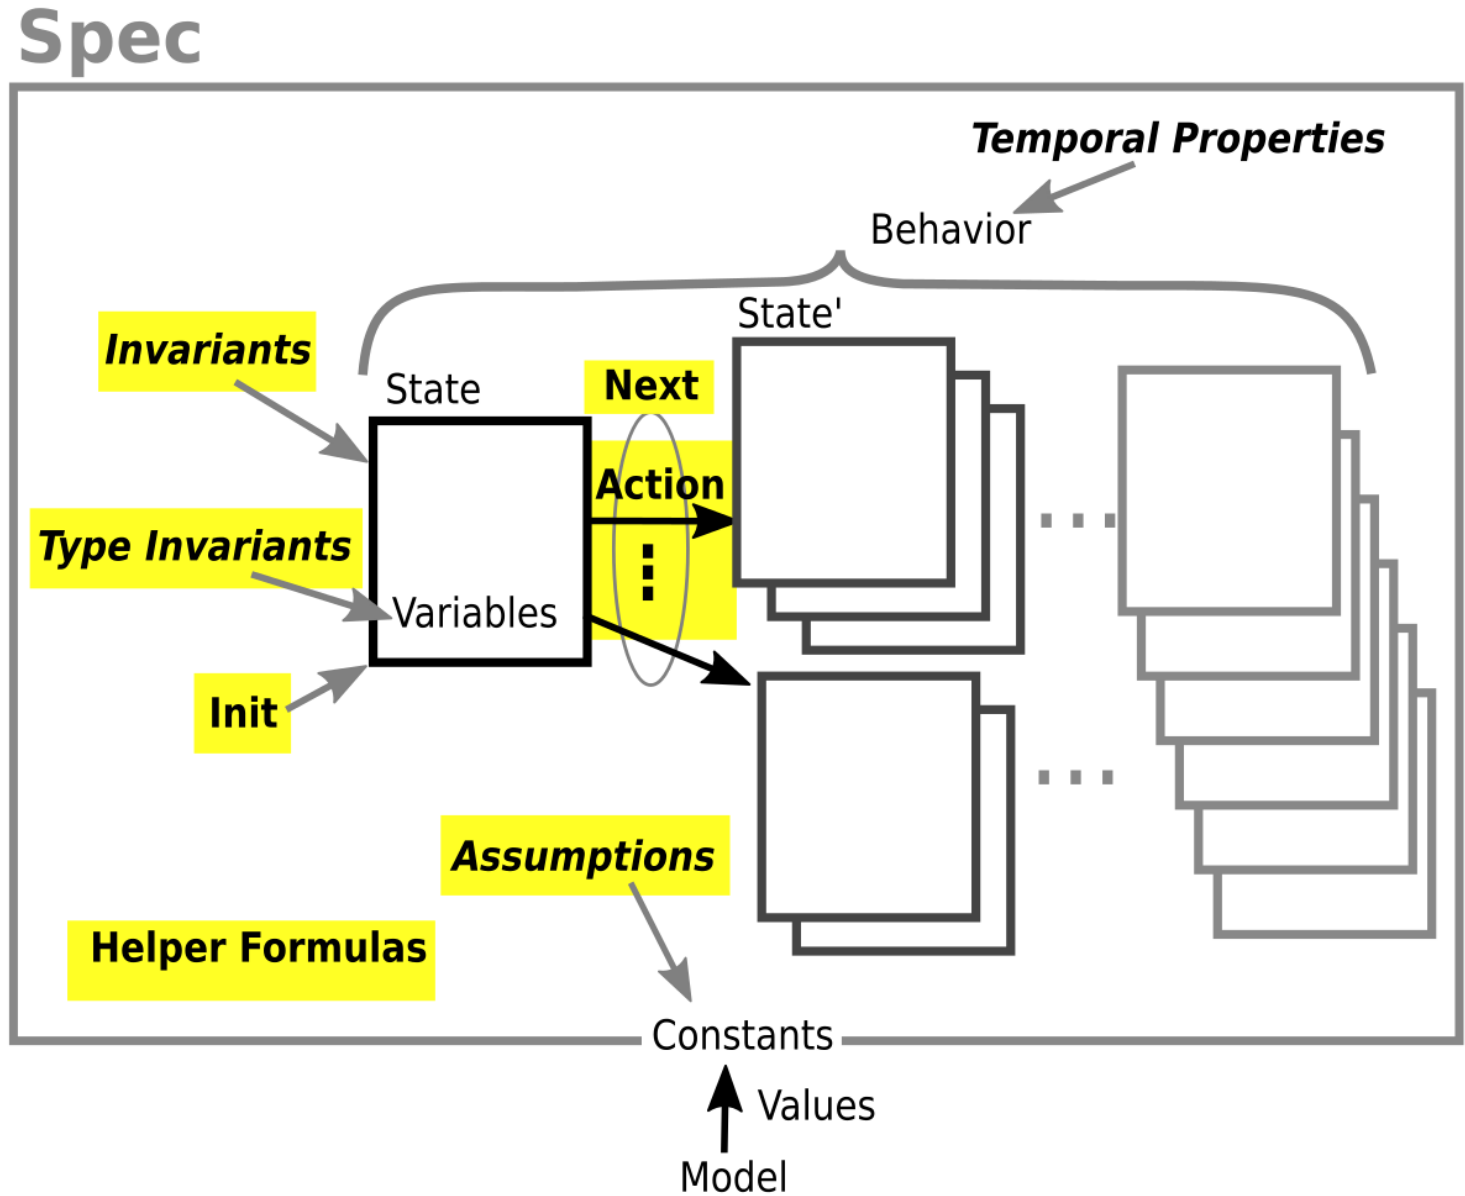 Spec
Temporal Properties
Behavior
State'
Invariants
State
Next
Action
Type Invariants
Variables
Init
Assumptions
Helper Formulas
Constants
Values
Model